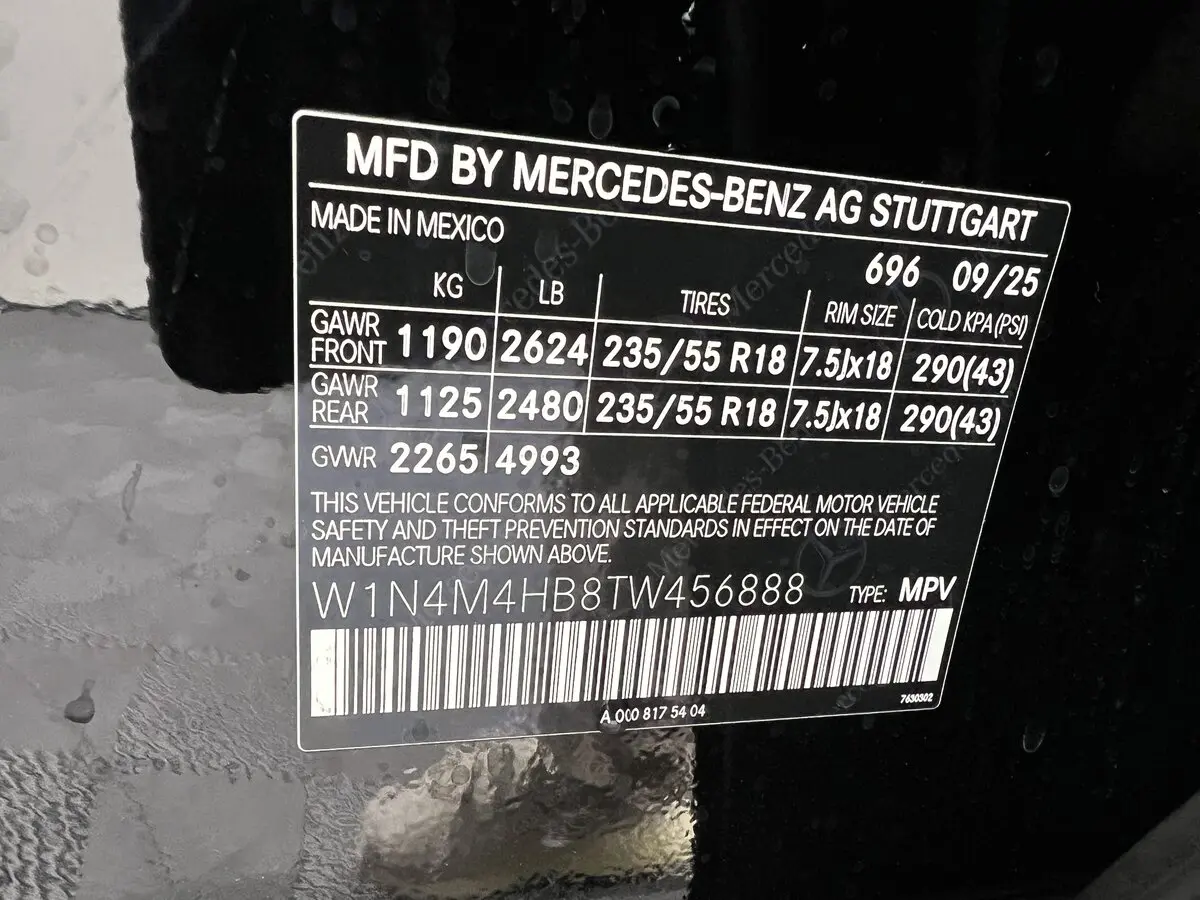 MFD BY MERCEDES-BENZ AG STUTTGART
MADE IN MEXICO
696 09/25
KG LB TIRES RIM SIZE COLD KPA (PSI)
GAWR FRONT 1190 2624 235/55 R18 7.5Jx18 290(43)
GAWR REAR 1125 2480 235/55 R18 7.5Jx18 290(43)
GVWR 2265 4993
THIS VEHICLE CONFORMS TO ALL APPLICABLE FEDERAL MOTOR VEHICLE
SAFETY AND THEFT PREVENTION STANDARDS IN EFFECT ON THE DATE OF
MANUFACTURE SHOWN ABOVE.
W1N4M4HB8TW456888 TYPE: MPV
7630302
A 000 817 54 04